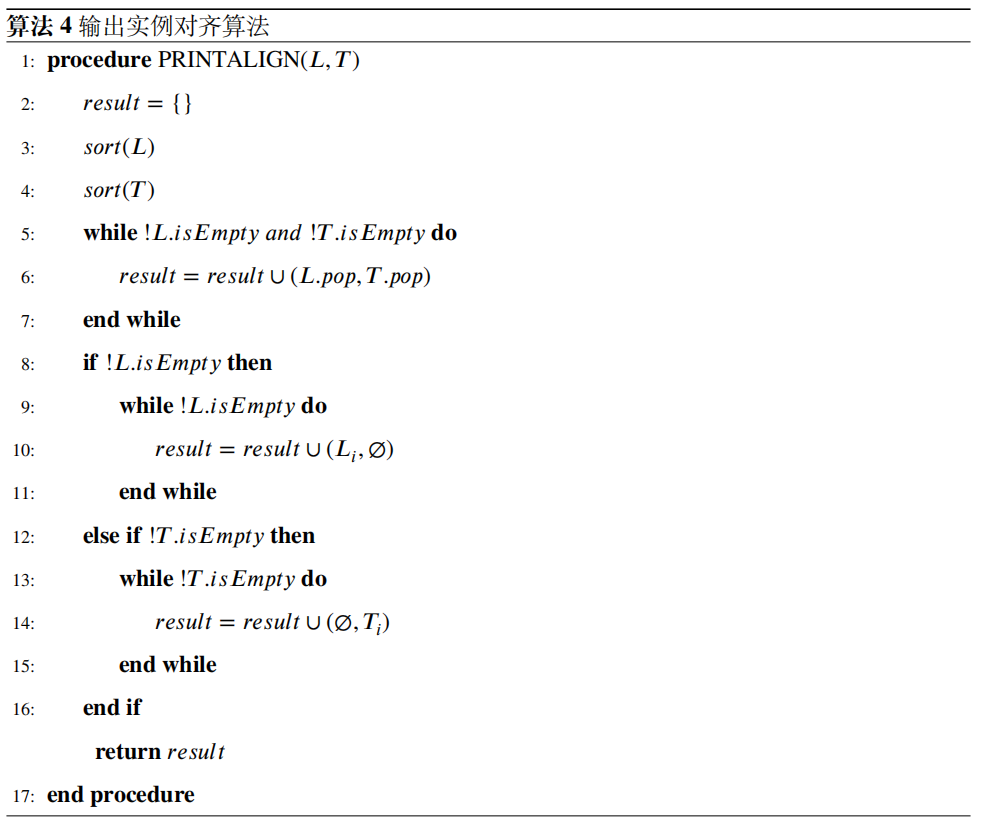 算法 4 输出实例对齐算法
1: procedure PRINTALIGN(L, T)
2: result = {}
3: sort(L)
4: sort(T)
5: while !L.isEmpty and !T.isEmpty do
6: result = result ∪ (L.pop, T.pop)
7: end while
8: if !L.isEmpty then
9: while !L.isEmpty do
10: result = result ∪ (Lᵢ, ∅)
11: end while
12: else if !T.isEmpty then
13: while !T.isEmpty do
14: result = result ∪ (∅, Tᵢ)
15: end while
16: end if
return result
17: end procedure